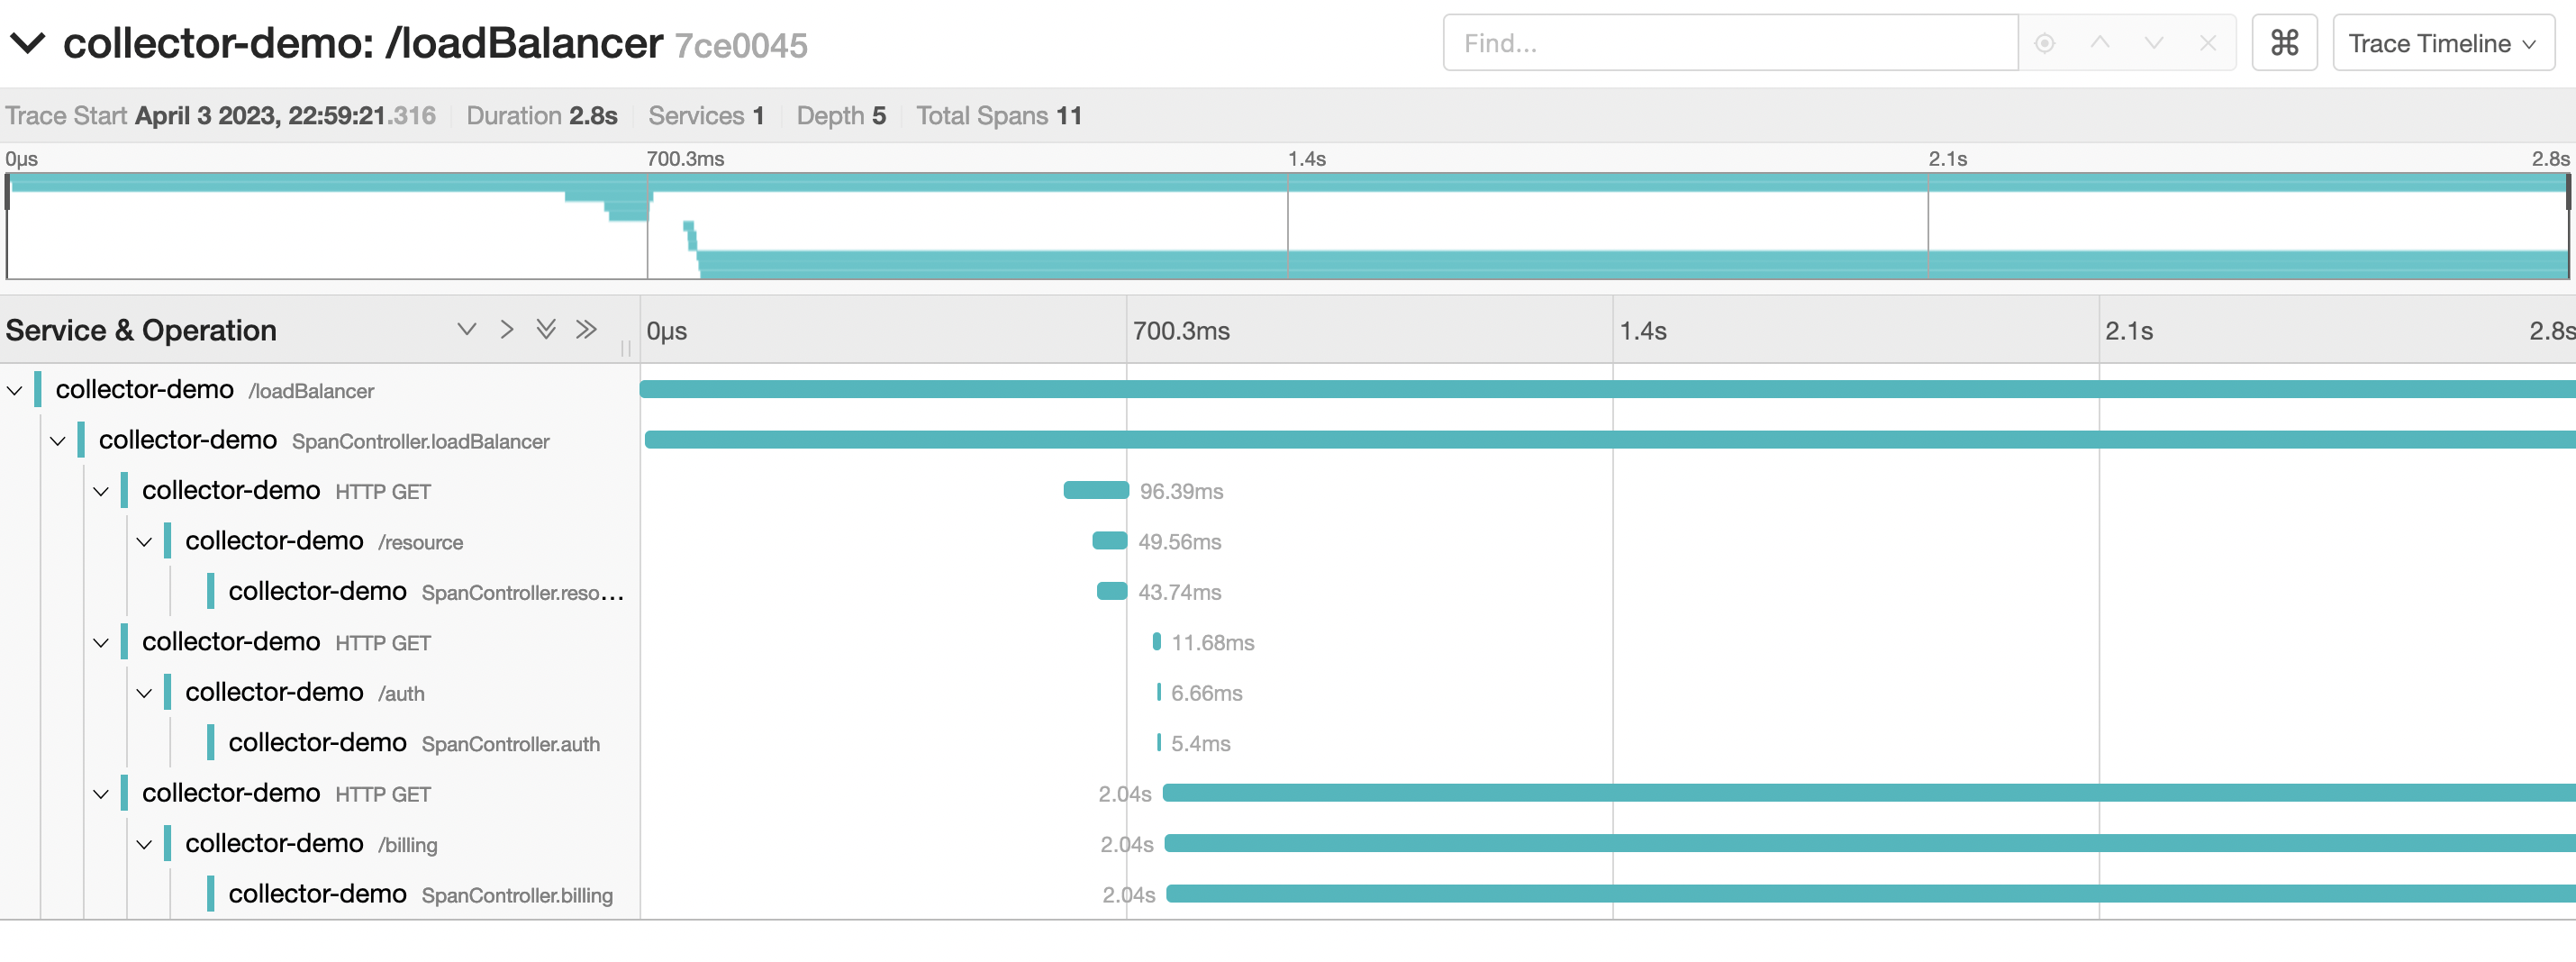 collector-demo: /loadBalancer 7ce0045
Find...
⌘
Trace Timeline
Trace Start April 3 2023, 22:59:21.316 Duration 2.8s Services 1 Depth 5 Total Spans 11
0μs 700.3ms 1.4s 2.1s 2.8s
Service & Operation 0μs 700.3ms 1.4s 2.1s 2.8s
collector-demo /loadBalancer
collector-demo SpanController.loadBalancer
collector-demo HTTP GET 96.39ms
collector-demo /resource 49.56ms
collector-demo SpanController.reso... 43.74ms
collector-demo HTTP GET 11.68ms
collector-demo /auth 6.66ms
collector-demo SpanController.auth 5.4ms
collector-demo HTTP GET 2.04s
collector-demo /billing 2.04s
collector-demo SpanController.billing 2.04s